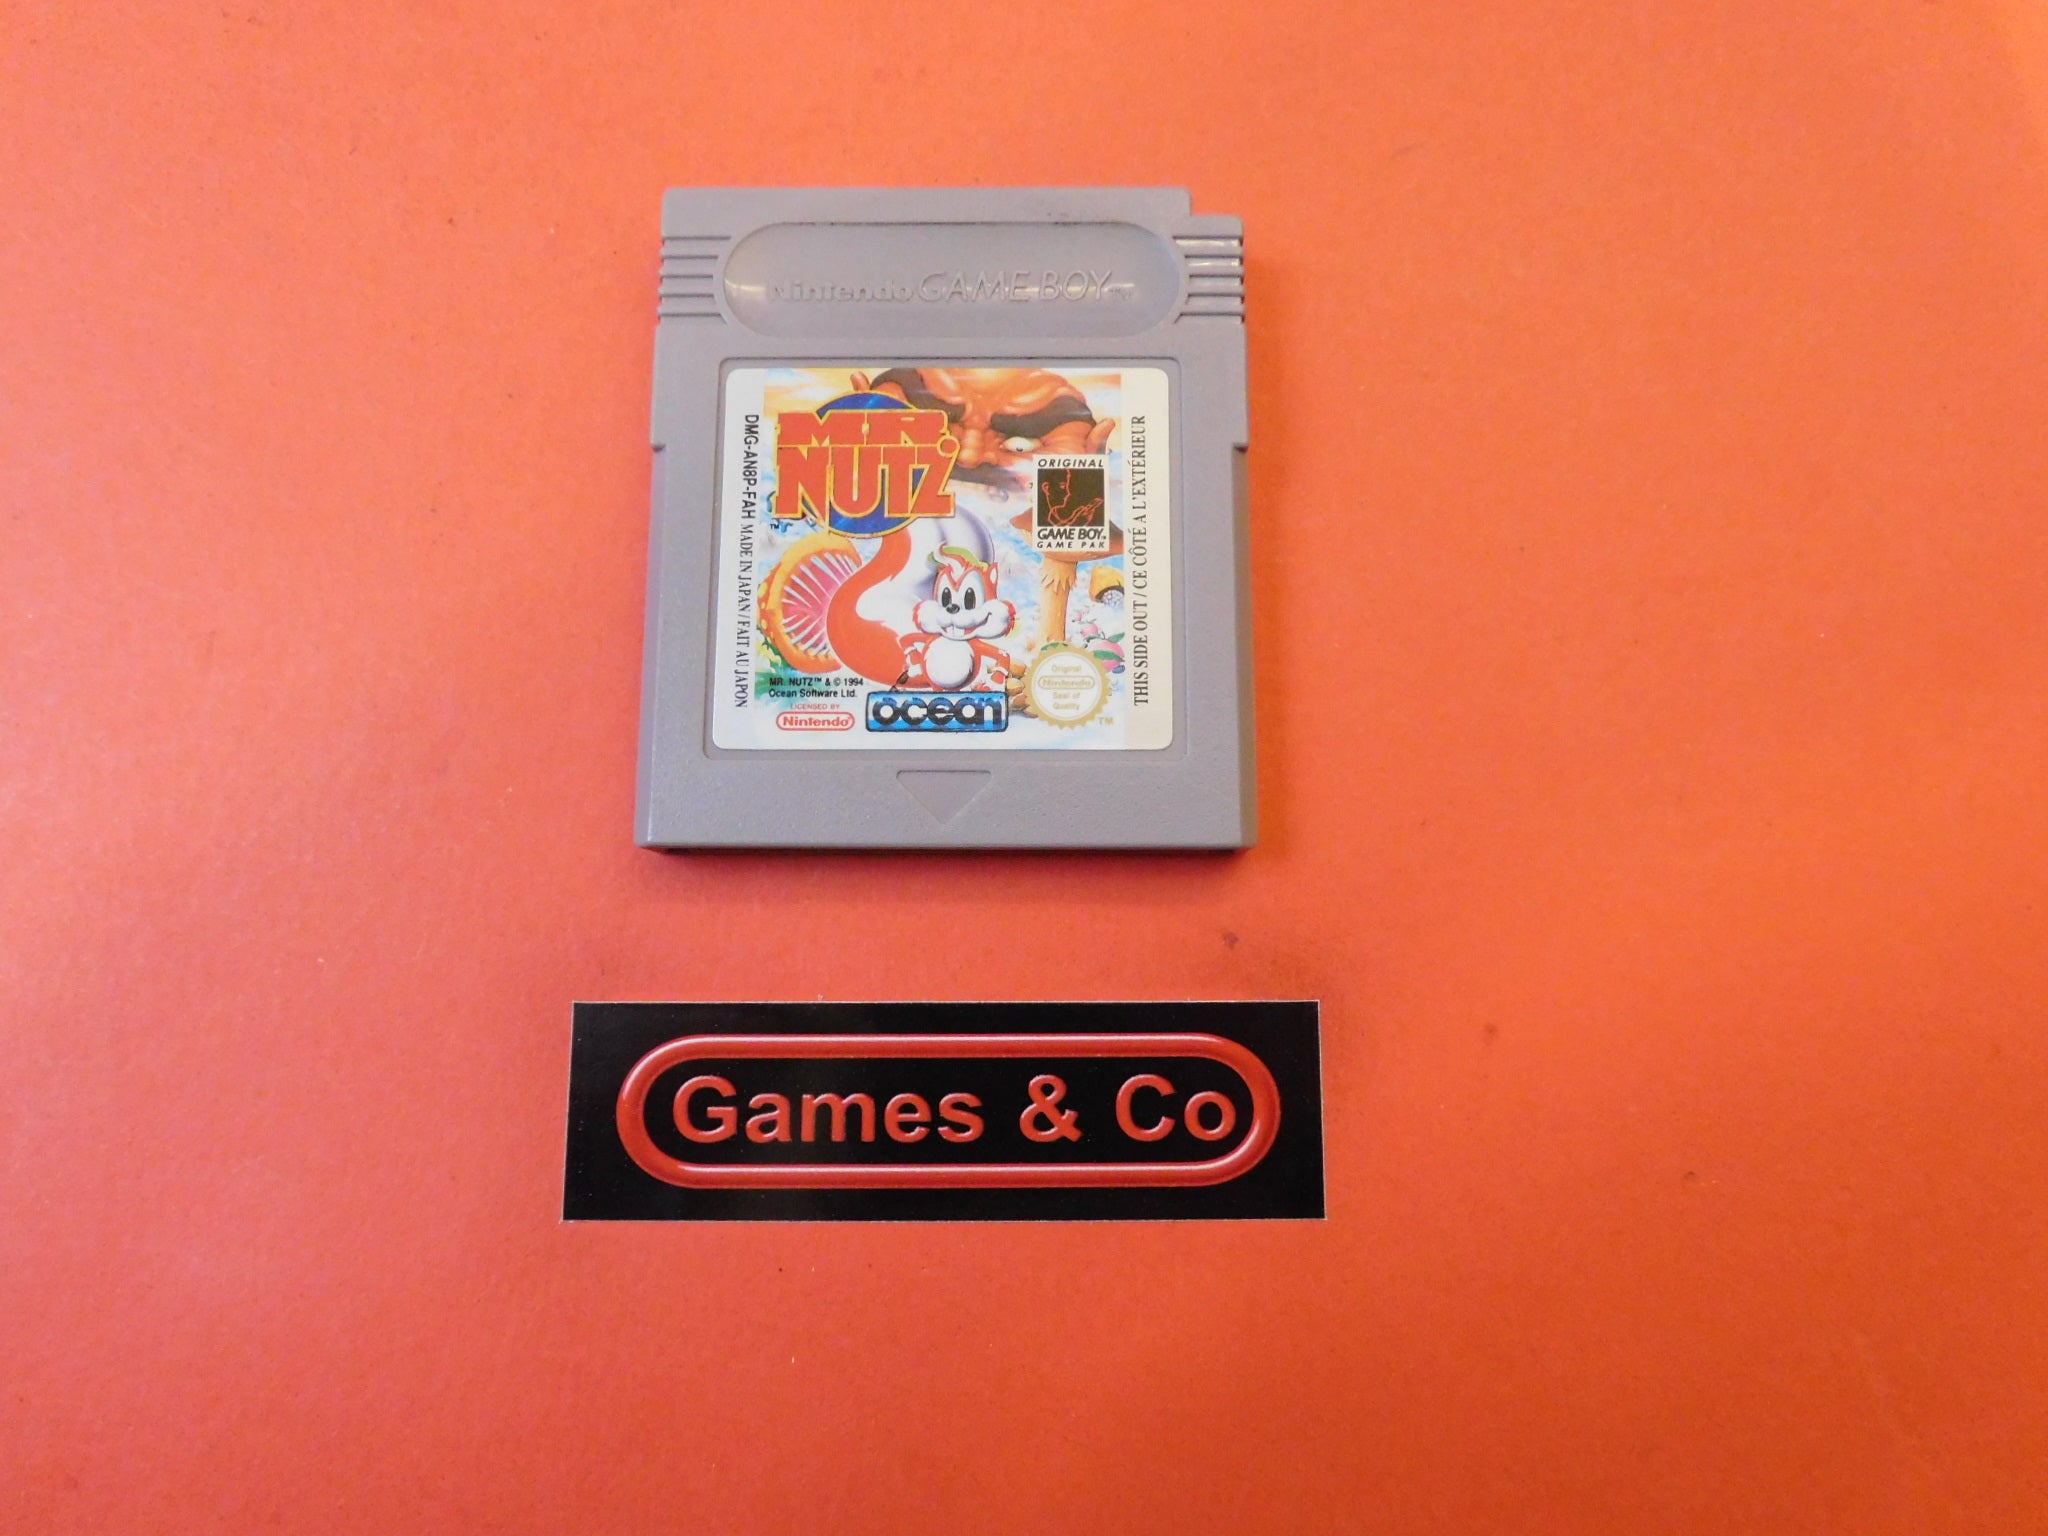 Nintendo GAME BOY TM
MR.
NUTZ
TM
DMG-AN8P-FAH MADE IN JAPAN / FAIT AU JAPON
ORIGINAL
GAME BOY TM
GAME PAK
THIS SIDE OUT / CE CÔTÉ A L'EXTÉRIEUR
MR. NUTZ™ & © 1994
Ocean Software Ltd.
LICENSED BY
Nintendo®
ocean
Original
Nintendo
Seal of
Quality
TM
Games & Co